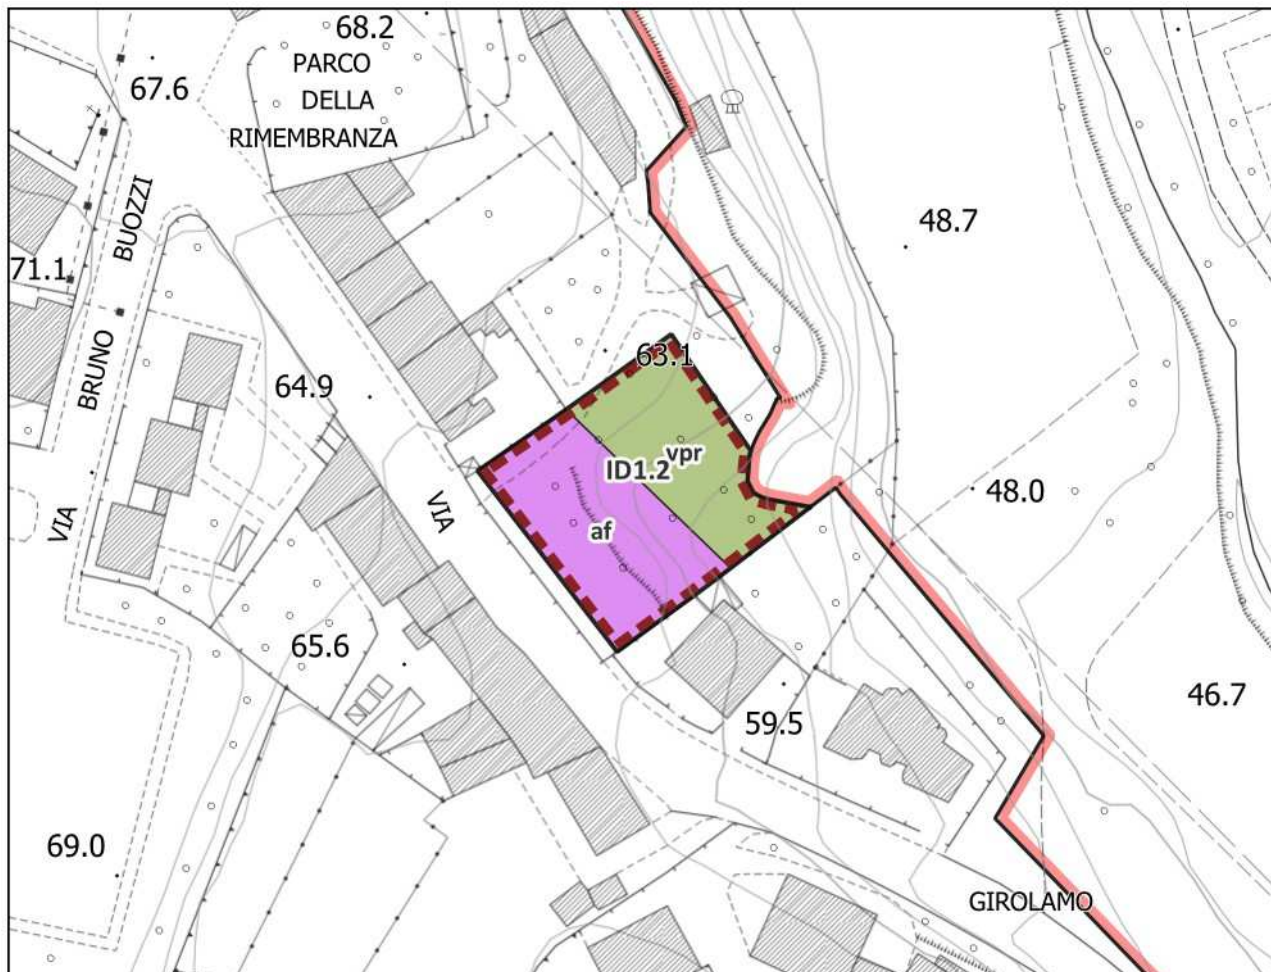 68.2
PARCO
DELLA
RIMEMBRANZA
67.6
BUOZZI
48.7
71.1
BRUNO
64.9
63.1
vpr
ID1.2
48.0
VIA
VIA
af
65.6
46.7
59.5
69.0
GIROLAMO